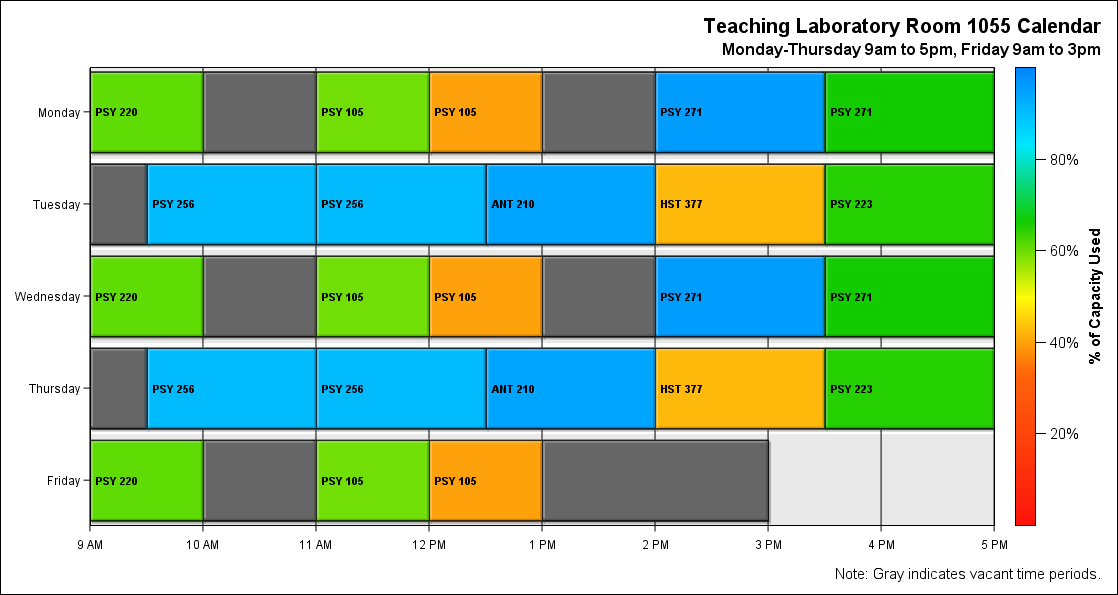 Teaching Laboratory Room 1055 Calendar
Monday-Thursday 9am to 5pm, Friday 9am to 3pm
Monday
PSY 220
PSY 105
PSY 105
PSY 271
PSY 271
Tuesday
PSY 256
PSY 256
ANT 210
HST 377
PSY 223
Wednesday
PSY 220
PSY 105
PSY 105
PSY 271
PSY 271
Thursday
PSY 256
PSY 256
ANT 210
HST 377
PSY 223
Friday
PSY 220
PSY 105
PSY 105
9 AM
10 AM
11 AM
12 PM
1 PM
2 PM
3 PM
4 PM
5 PM
80%
60%
40%
20%
% of Capacity Used
Note: Gray indicates vacant time periods.